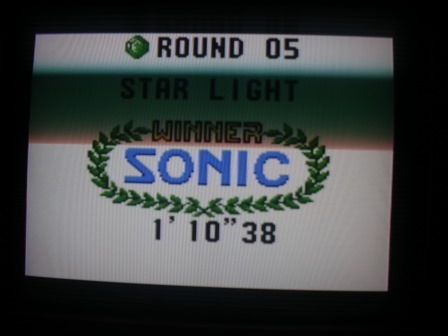 ROUND 05
STAR LIGHT
WINNER
SONIC
1'10"38